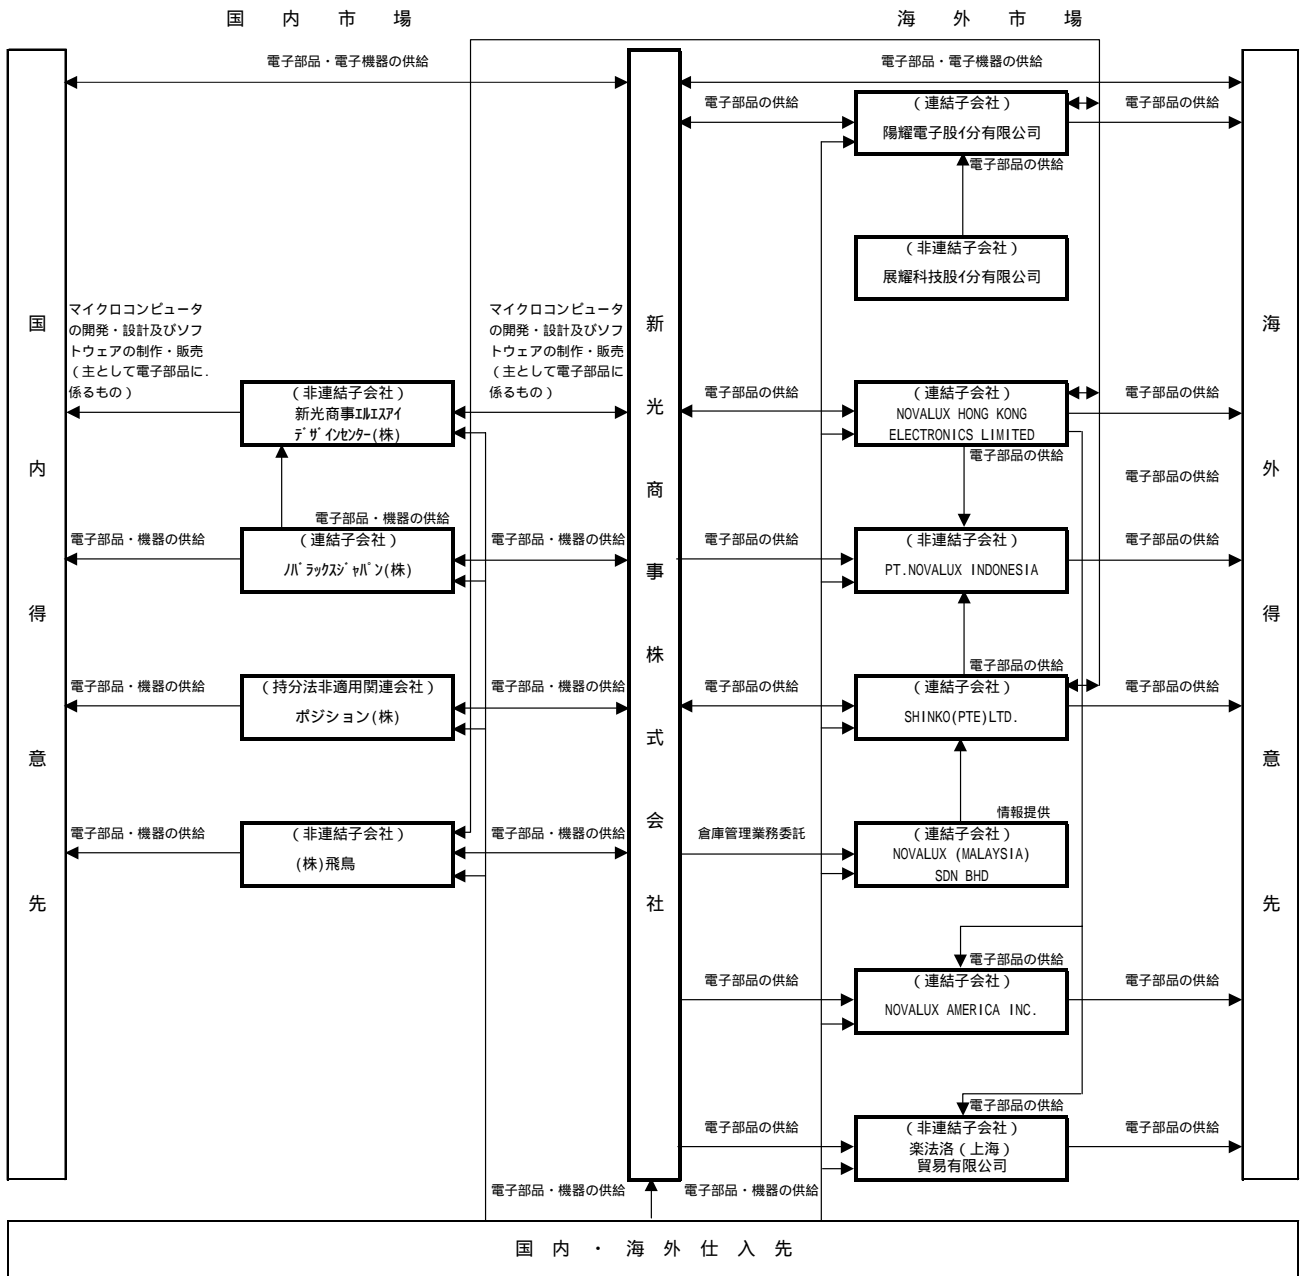 国内市場
海外市場
電子部品・電子機器の供給
電子部品・電子機器の供給
電子部品の供給
(連結子会社)
陽耀電子股亻分有限公司
電子部品の供給
電子部品の供給
(非連結子会社)
展耀科技股亻分有限公司
国内得意先
新光商事株式会社
海外得意先
マイクロコンピュータ
の開発・設計及びソフ
トウェアの制作・販売
(主として電子部品に.
係るもの)
マイクロコンピュータ
の開発・設計及びソフ
トウェアの制作・販売
(主として電子部品に
係るもの)
(非連結子会社)
新光商事エルエスアイ
デザインセンター(株)
電子部品の供給
(連結子会社)
NOVALUX HONG KONG
ELECTRONICS LIMITED
電子部品の供給
電子部品の供給
電子部品の供給
電子部品・機器の供給
電子部品・機器の供給
(連結子会社)
ノバラックスジャパン(株)
電子部品・機器の供給
電子部品の供給
(非連結子会社)
PT.NOVALUX INDONESIA
電子部品の供給
電子部品の供給
電子部品・機器の供給
(持分法非適用関連会社)
ポジション(株)
電子部品・機器の供給
電子部品の供給
(連結子会社)
SHINKO(PTE)LTD.
電子部品の供給
情報提供
電子部品・機器の供給
(非連結子会社)
(株)飛鳥
電子部品・機器の供給
倉庫管理業務委託
(連結子会社)
NOVALUX (MALAYSIA)
SDN BHD
電子部品の供給
電子部品の供給
(連結子会社)
NOVALUX AMERICA INC.
電子部品の供給
電子部品の供給
電子部品の供給
(非連結子会社)
楽法洛(上海)
貿易有限公司
電子部品の供給
電子部品・機器の供給
電子部品・機器の供給
国内・海外仕入先